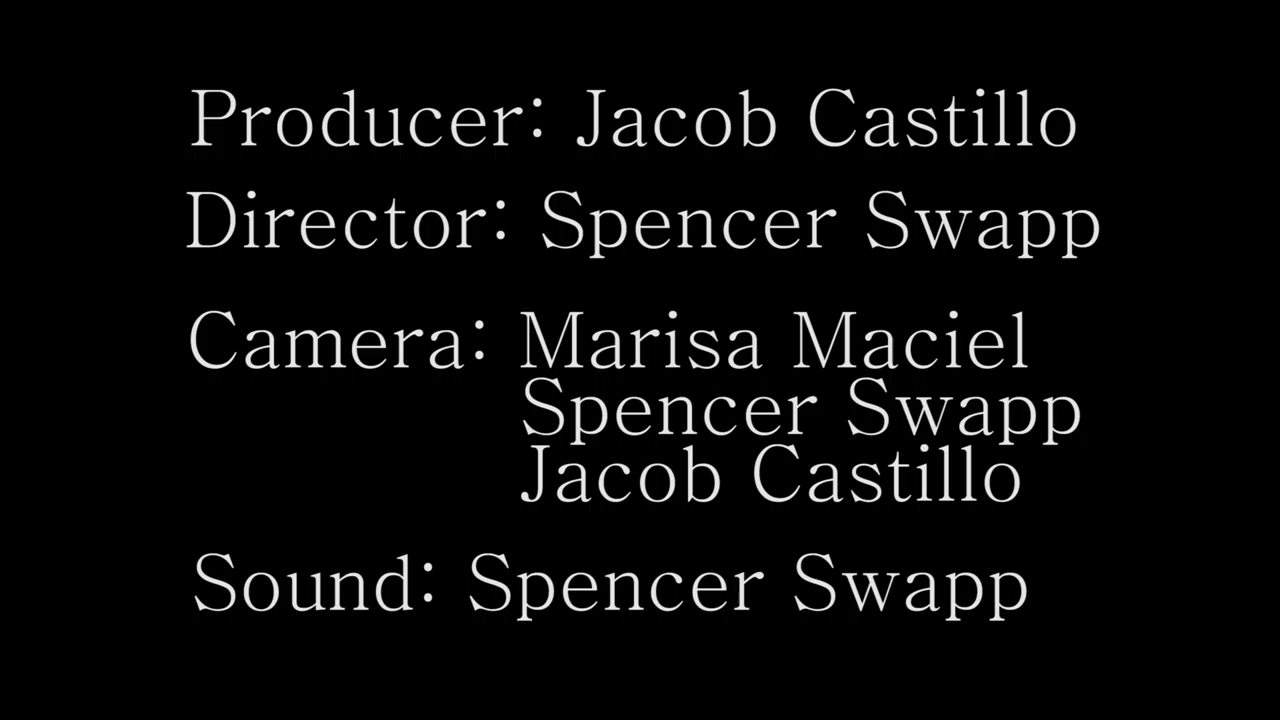 Producer: Jacob Castillo
Director: Spencer Swapp
Camera: Marisa Maciel
Spencer Swapp
Jacob Castillo
Sound: Spencer Swapp